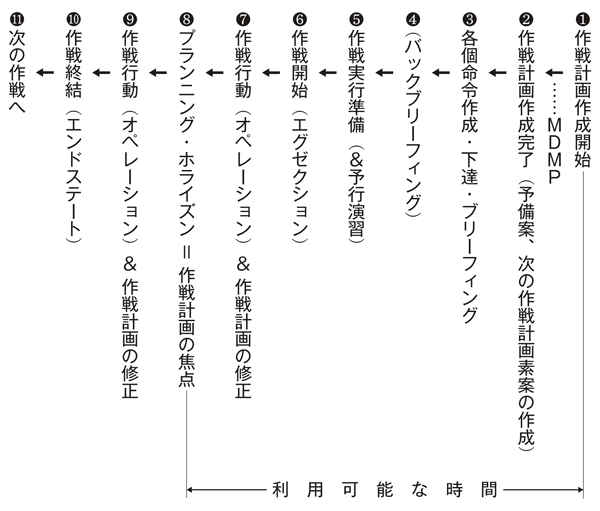 ❶作戦計画作成開始
……MDMP
❷作戦計画作成完了（予備案、次の作戦計画素案の作成）
❸各個命令作成・下達・ブリーフィング
❹（バックブリーフィング）
❺作戦実行準備（＆予行演習）
❻作戦開始（エグゼクション）
❼作戦行動（オペレーション）＆作戦計画の修正
❽プランニング・ホライズン＝作戦計画の焦点
❾作戦行動（オペレーション）＆作戦計画の修正
❿作戦終結（エンドステート）
⓫次の作戦へ
利用可能な時間